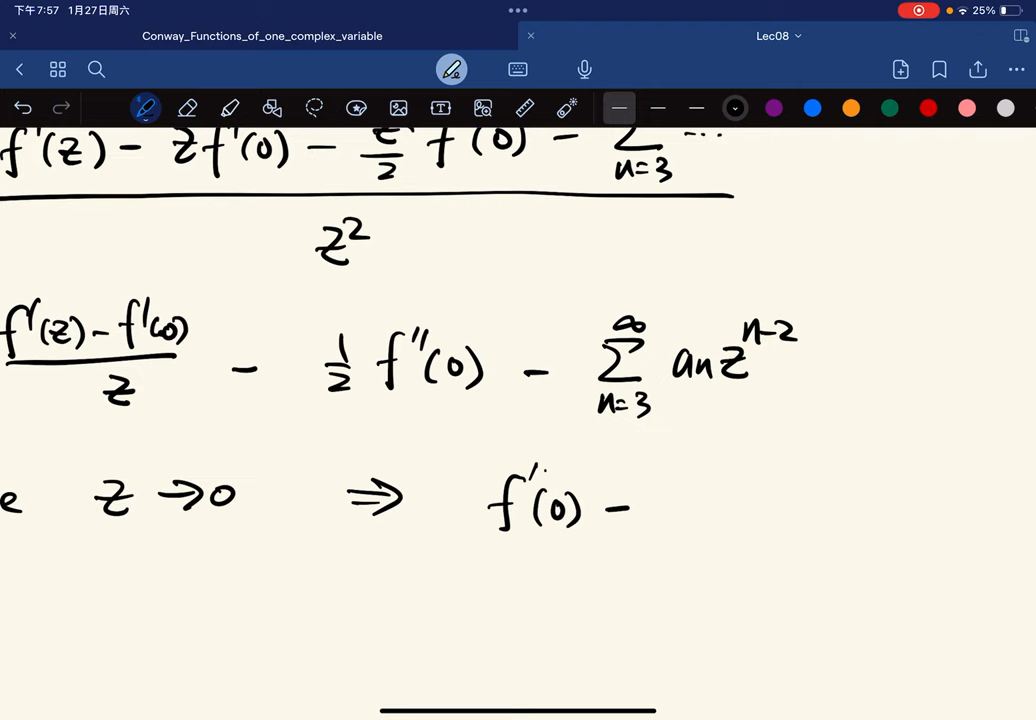 下午7:57 1月27日周六
25%
Conway_Functions_of_one_complex_variable
Lec08
f'(z) - zf'(0) - z²/2 f''(0) - Σ n=3 ...
z²
f'(z) - f'(0) / z - 1/2 f''(0) - Σ n=3 ∞ an z^n-2
e z → 0 ⇒ f''(0) -